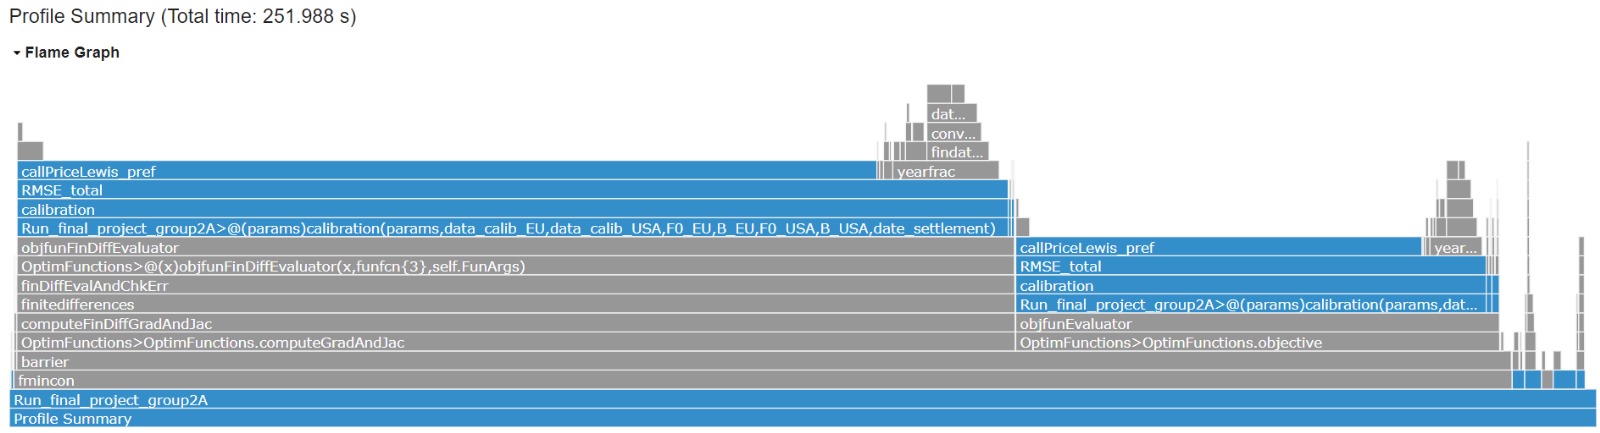 Profile Summary (Total time: 251.988 s)
Flame Graph
dat...
conv...
findat...
callPriceLewis_pref
yearfrac
RMSE_total
calibration
Run_final_project_group2A>@(params)calibration(params,data_calib_EU,data_calib_USA,F0_EU,B_EU,F0_USA,B_USA,date_settlement)
objfunFinDiffEvaluator
callPriceLewis_pref
year...
OptimFunctions>@(x)objfunFinDiffEvaluator(x,funfcn{3},self.FunArgs)
RMSE_total
finDiffEvalAndChkErr
calibration
finitedifferences
Run_final_project_group2A>@(params)calibration(params,dat...
computeFinDiffGradAndJac
objfunEvaluator
OptimFunctions>OptimFunctions.computeGradAndJac
OptimFunctions>OptimFunctions.objective
barrier
fmincon
Run_final_project_group2A
Profile Summary